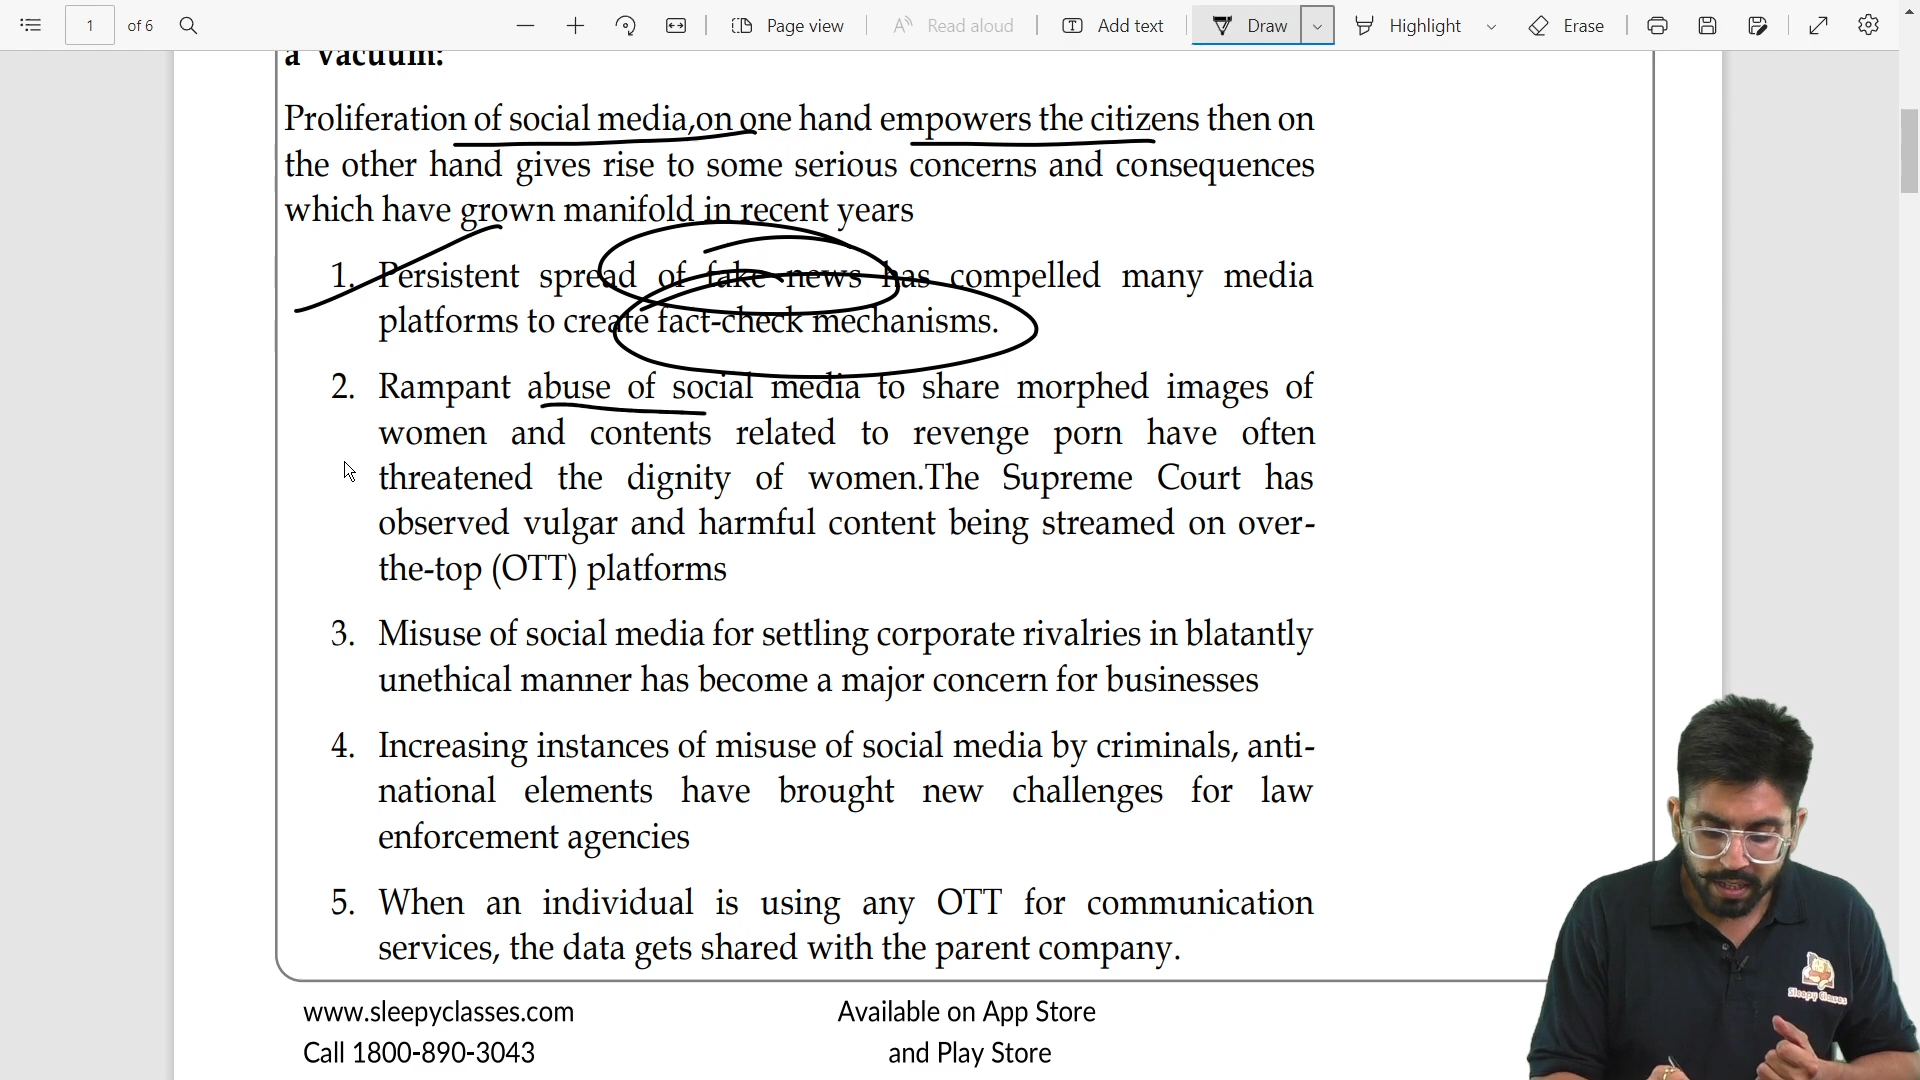 1 of 6 Page view Read aloud Add text Draw Highlight Erase
a vacuum:
Proliferation of social media,on one hand empowers the citizens then on
the other hand gives rise to some serious concerns and consequences
which have grown manifold in recent years
1. Persistent spread of fake news has compelled many media
platforms to create fact-check mechanisms.
2. Rampant abuse of social media to share morphed images of
women and contents related to revenge porn have often
threatened the dignity of women.The Supreme Court has
observed vulgar and harmful content being streamed on over-
the-top (OTT) platforms
3. Misuse of social media for settling corporate rivalries in blatantly
unethical manner has become a major concern for businesses
4. Increasing instances of misuse of social media by criminals, anti-
national elements have brought new challenges for law
enforcement agencies
5. When an individual is using any OTT for communication
services, the data gets shared with the parent company.
www.sleepyclasses.com
Call 1800-890-3043
Available on App Store
and Play Store
Sleepy Classes